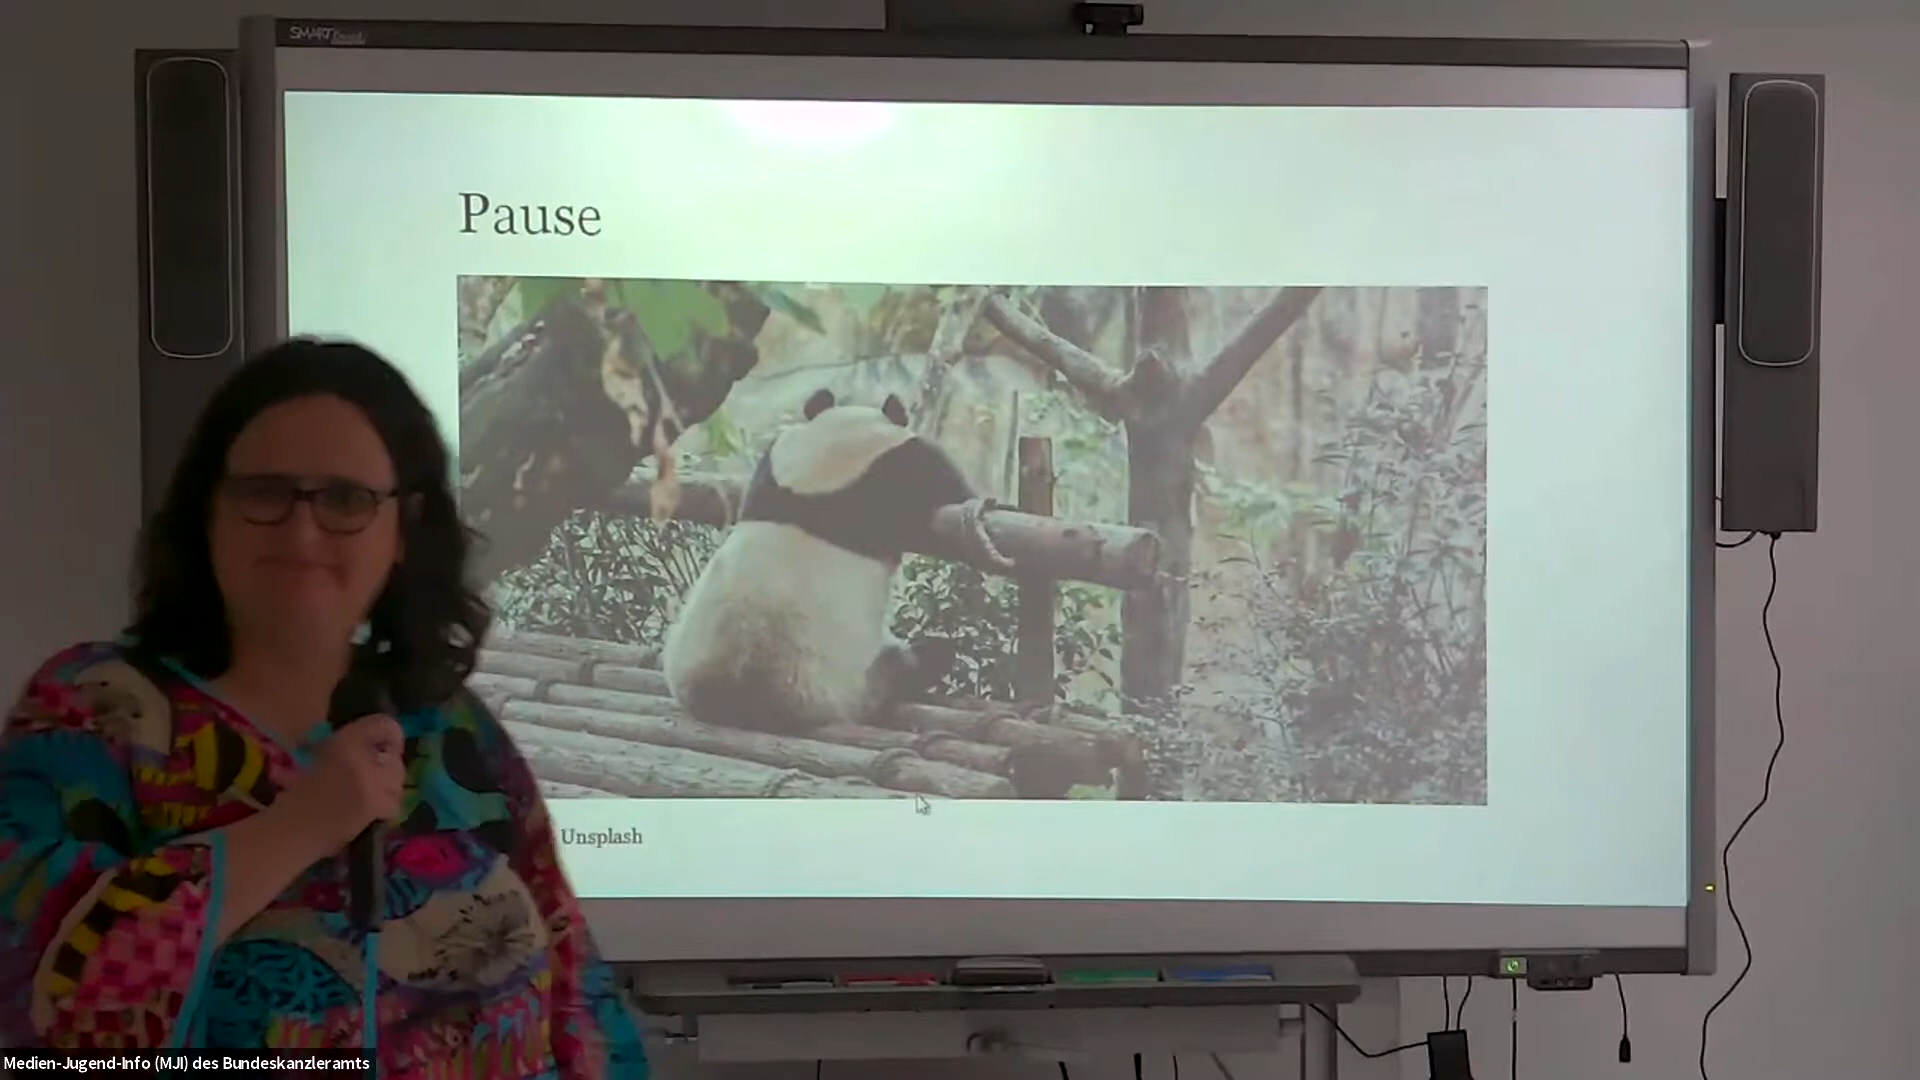 SMART
Pause
Unsplash
Medien-Jugend-Info (MJI) des Bundeskanzleramts